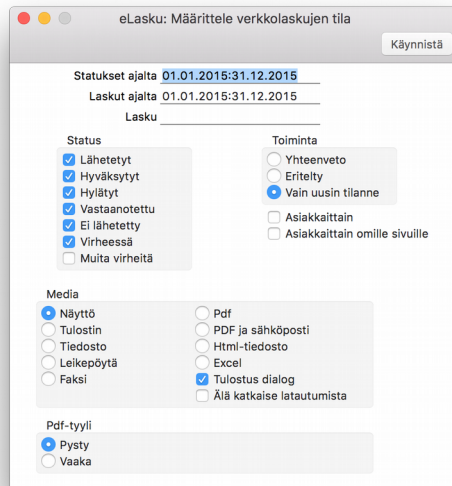 eLasku: Määrittele verkkolaskujen tila
Käynnistä
Statukset ajalta 01.01.2015:31.12.2015
Laskut ajalta 01.01.2015:31.12.2015
Lasku
Status
Lähetetyt
Hyväksytyt
Hylätyt
Vastaanotettu
Ei lähetetty
Virheessä
Muita virheitä
Toiminta
Yhteenveto
Eritelty
Vain uusin tilanne
Asiakkaittain
Asiakkaittain omille sivuille
Media
Näyttö
Tulostin
Tiedosto
Leikepöytä
Faksi
Pdf
PDF ja sähköposti
Html-tiedosto
Excel
Tulostus dialog
Älä katkaise latautumista
Pdf-tyyli
Pysty
Vaaka